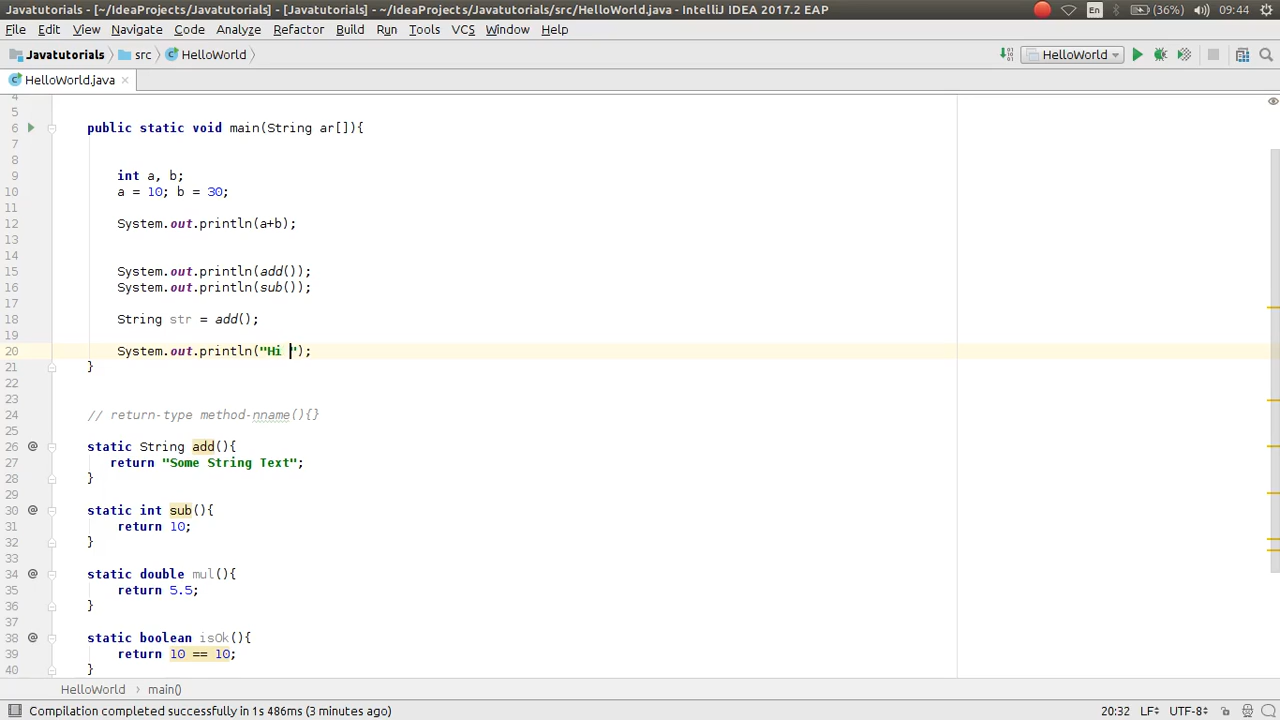 Javatutorials - [~/IdeaProjects/Javatutorials] - [Javatutorials] - ~/IdeaProjects/Javatutorials/src/HelloWorld.java - IntelliJ IDEA 2017.2 EAP En (36%) 09:44
File Edit View Navigate Code Analyze Refactor Build Run Tools VCS Window Help
Javatutorials src HelloWorld HelloWorld
HelloWorld.java
4
5
6 public static void main(String ar[]){
7
8
9 int a, b;
10 a = 10; b = 30;
11
12 System.out.println(a+b);
13
14
15 System.out.println(add());
16 System.out.println(sub());
17
18 String str = add();
19
20 System.out.println("Hi ");
21 }
22
23
24 // return-type method-nname(){}
25
26 @ static String add(){
27 return "Some String Text";
28 }
29
30 @ static int sub(){
31 return 10;
32 }
33
34 @ static double mul(){
35 return 5.5;
36 }
37
38 @ static boolean isOk(){
39 return 10 == 10;
40 }
HelloWorld › main()
Compilation completed successfully in 1s 486ms (3 minutes ago) 20:32 LF UTF-8